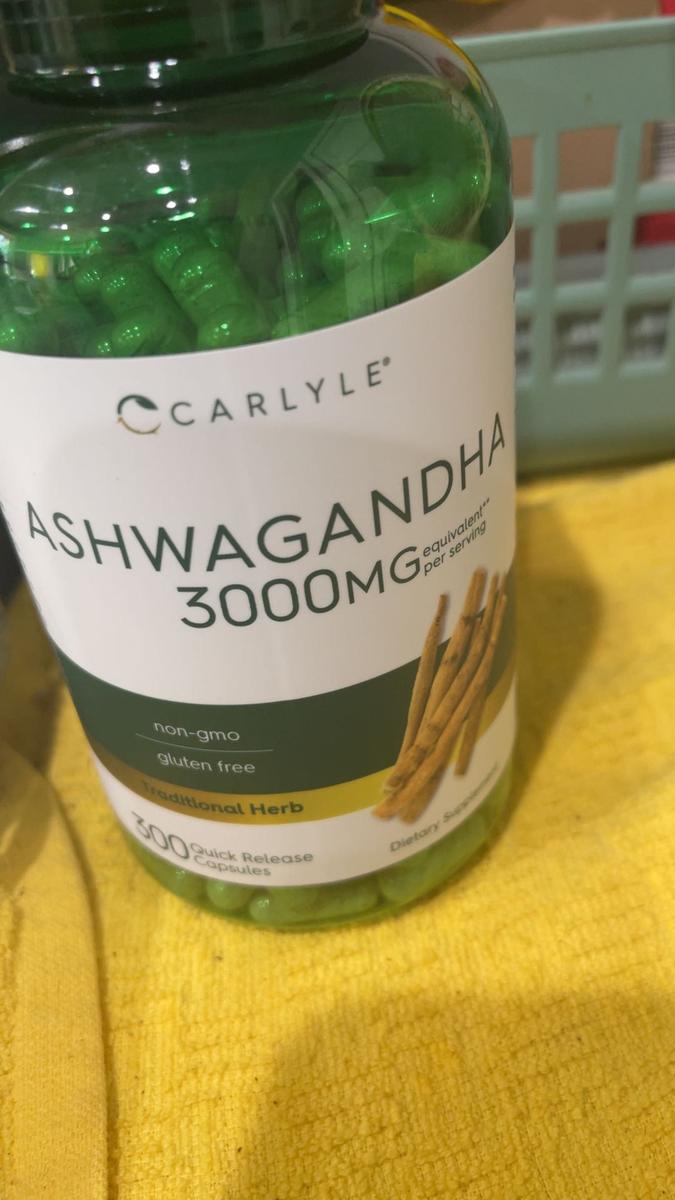 CARLYLE®
ASHWAGANDHA
3000MG equivalent**
per serving
non-gmo
gluten free
Traditional Herb
300 Quick Release
Capsules
Dietary Supplement